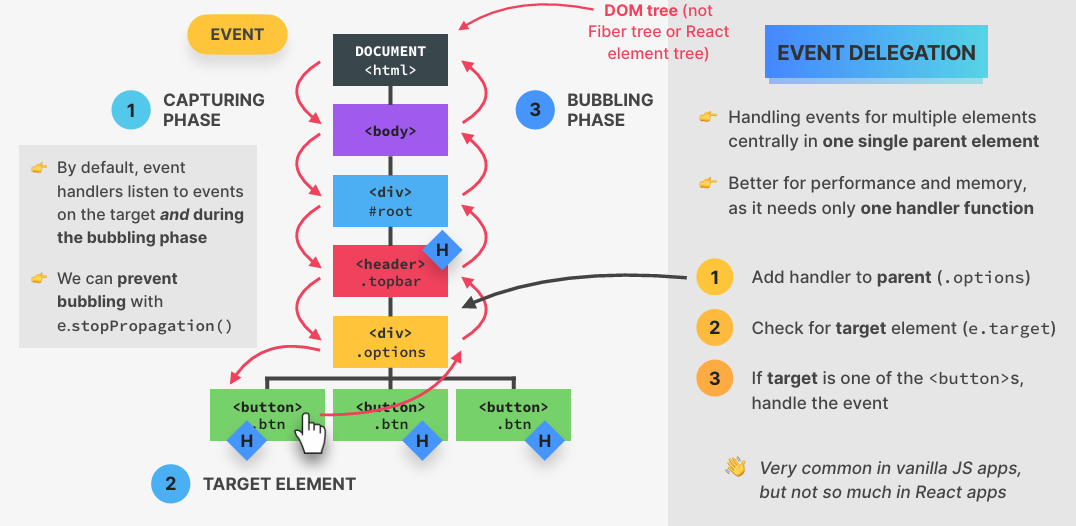 EVENT
DOM tree (not
Fiber tree or React
element tree)
DOCUMENT
<html>
1
CAPTURING
PHASE
3
BUBBLING
PHASE
<body>
👉 By default, event
handlers listen to events
on the target and during
the bubbling phase
👉 We can prevent
bubbling with
e.stopPropagation()
<div>
#root
H
<header>
.topbar
<div>
.options
<button>
.btn
H
<button>
.btn
H
<button>
.btn
H
2
TARGET ELEMENT
EVENT DELEGATION
👉 Handling events for multiple elements
centrally in one single parent element
👉 Better for performance and memory,
as it needs only one handler function
1
Add handler to parent (.options)
2
Check for target element (e.target)
3
If target is one of the <button>s,
handle the event
👋 Very common in vanilla JS apps,
but not so much in React apps